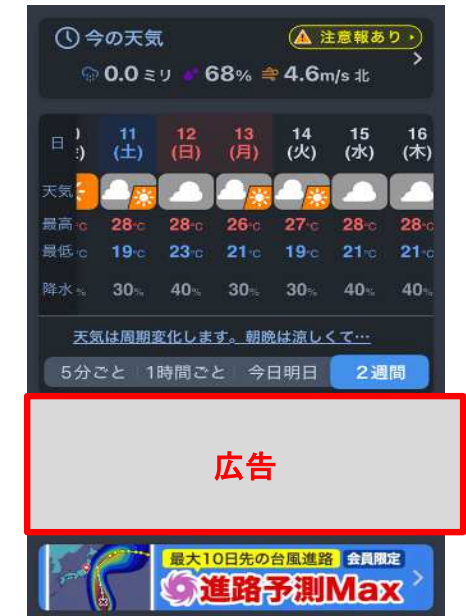 今の天気
注意報あり
0.0ミリ 68% 4.6m/s 北
日 11 12 13 14 15 16
(土) (日) (月) (火) (水) (木)
天気
最高 ℃ 28℃ 28℃ 26℃ 27℃ 28℃ 28℃
最低 ℃ 19℃ 23℃ 21℃ 19℃ 21℃ 21℃
降水 % 30% 40% 30% 30% 40% 40%
天気は周期変化します。朝晩は涼しくて…
5分ごと 1時間ごと 今日明日 2週間
広告
最大10日先の台風進路 会員限定
進路予測Max